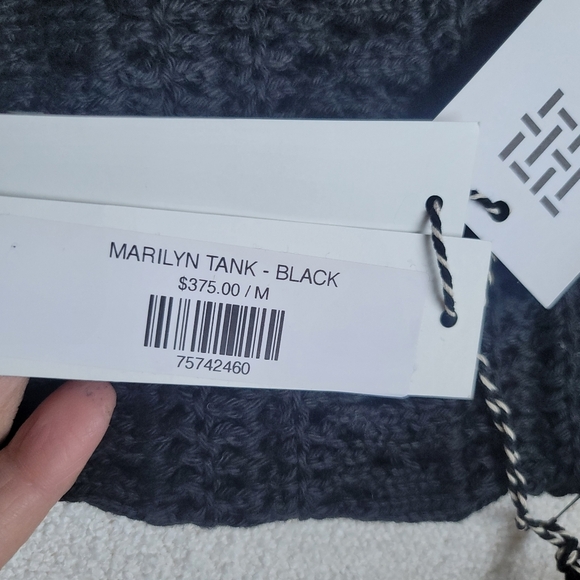 MARILYN TANK - BLACK
$375.00 / M
75742460